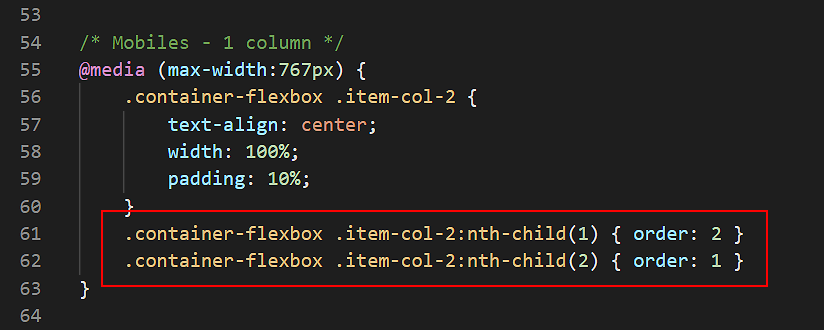 53
54 /* Mobiles - 1 column */
55 @media (max-width:767px) {
56 .container-flexbox .item-col-2 {
57 text-align: center;
58 width: 100%;
59 padding: 10%;
60 }
61 .container-flexbox .item-col-2:nth-child(1) { order: 2 }
62 .container-flexbox .item-col-2:nth-child(2) { order: 1 }
63 }
64